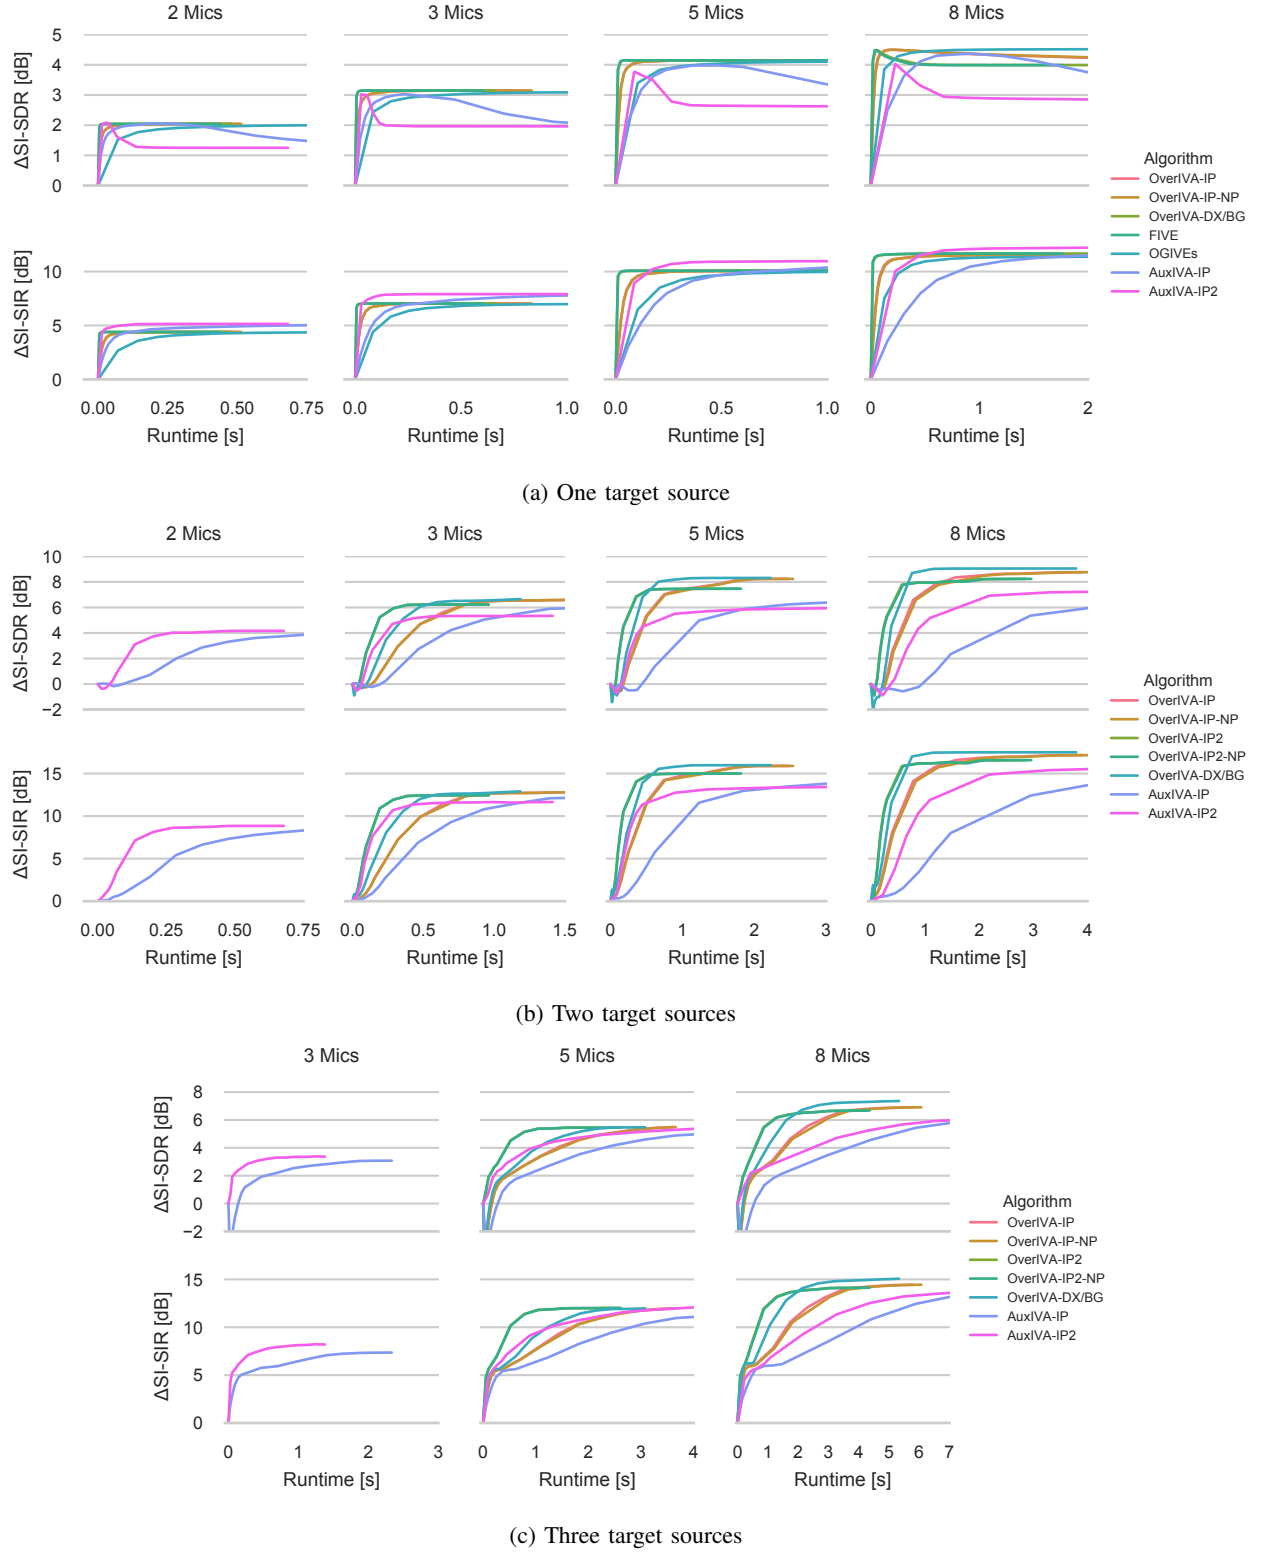 2 Mics 3 Mics 5 Mics 8 Mics
ΔSI-SDR [dB]
5
4
3
2
1
0
ΔSI-SIR [dB]
10
5
0
0.00 0.25 0.50 0.75 0.0 0.5 1.0 0.0 0.5 1.0 0 1 2
Runtime [s] Runtime [s] Runtime [s] Runtime [s]
Algorithm
OverIVA-IP
OverIVA-IP-NP
OverIVA-DX/BG
FIVE
OGIVEs
AuxIVA-IP
AuxIVA-IP2
(a) One target source
2 Mics 3 Mics 5 Mics 8 Mics
ΔSI-SDR [dB]
10
8
6
4
2
0
−2
ΔSI-SIR [dB]
15
10
5
0
0.00 0.25 0.50 0.75 0.0 0.5 1.0 1.5 0 1 2 3 0 1 2 3 4
Runtime [s] Runtime [s] Runtime [s] Runtime [s]
Algorithm
OverIVA-IP
OverIVA-IP-NP
OverIVA-IP2
OverIVA-IP2-NP
OverIVA-DX/BG
AuxIVA-IP
AuxIVA-IP2
(b) Two target sources
3 Mics 5 Mics 8 Mics
ΔSI-SDR [dB]
8
6
4
2
0
−2
ΔSI-SIR [dB]
15
10
5
0
0 1 2 3 0 1 2 3 4 0 1 2 3 4 5 6 7
Runtime [s] Runtime [s] Runtime [s]
Algorithm
OverIVA-IP
OverIVA-IP-NP
OverIVA-IP2
OverIVA-IP2-NP
OverIVA-DX/BG
AuxIVA-IP
AuxIVA-IP2
(c) Three target sources